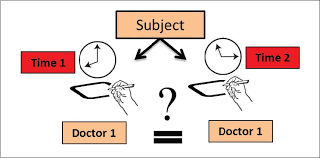 Subject
Time 1
Time 2
?
=
Doctor 1
Doctor 1